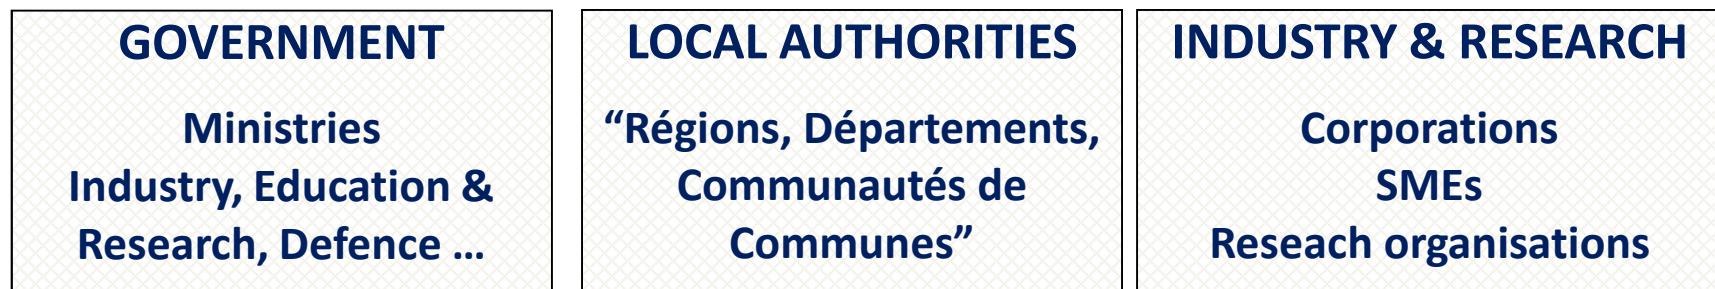 GOVERNMENT
Ministries
Industry, Education &
Research, Defence ...
LOCAL AUTHORITIES
“Régions, Départements,
Communautés de
Communes”
INDUSTRY & RESEARCH
Corporations
SMEs
Reseach organisations